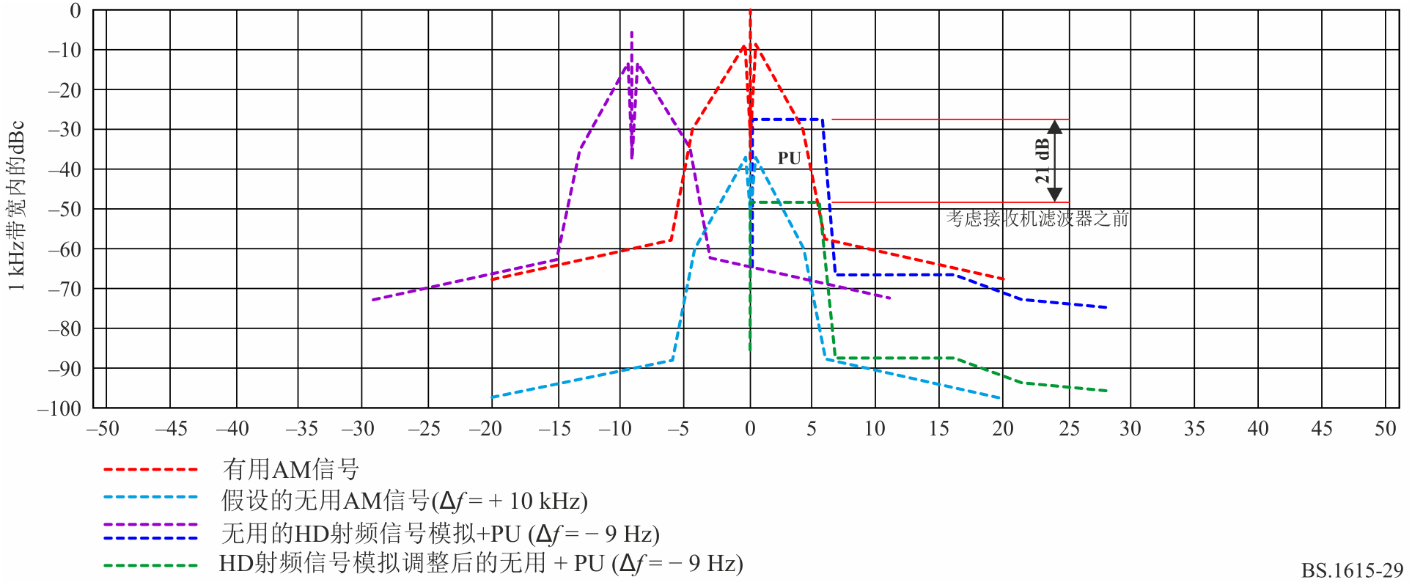 1 kHz带宽内的dBc
0
–10
–20
–30
–40
–50
–60
–70
–80
–90
–100
PU
21 dB
考虑接收机滤波器之前
–50 –45 –40 –35 –30 –25 –20 –15 –10 –5 0 5 10 15 20 25 30 35 40 45 50
有用AM信号
假设的无用AM信号(Δf = + 10 kHz)
无用的HD射频信号模拟+PU (Δf = − 9 Hz)
HD射频信号模拟调整后的无用 + PU (Δf = − 9 Hz)
BS.1615-29